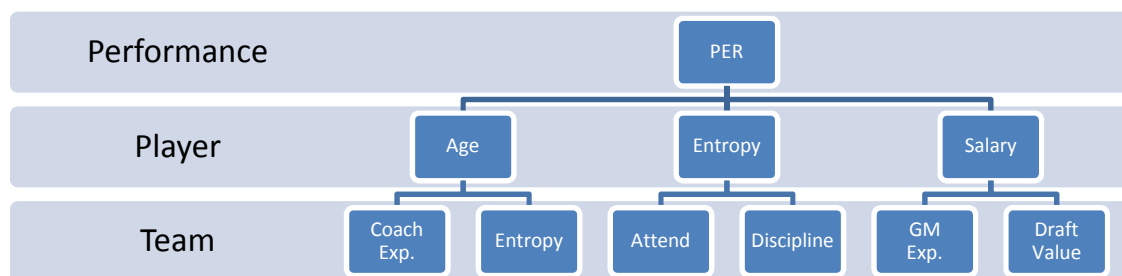 Performance
PER
Player
Age
Entropy
Salary
Team
Coach
Exp.
Entropy
Attend
Discipline
GM
Exp.
Draft
Value